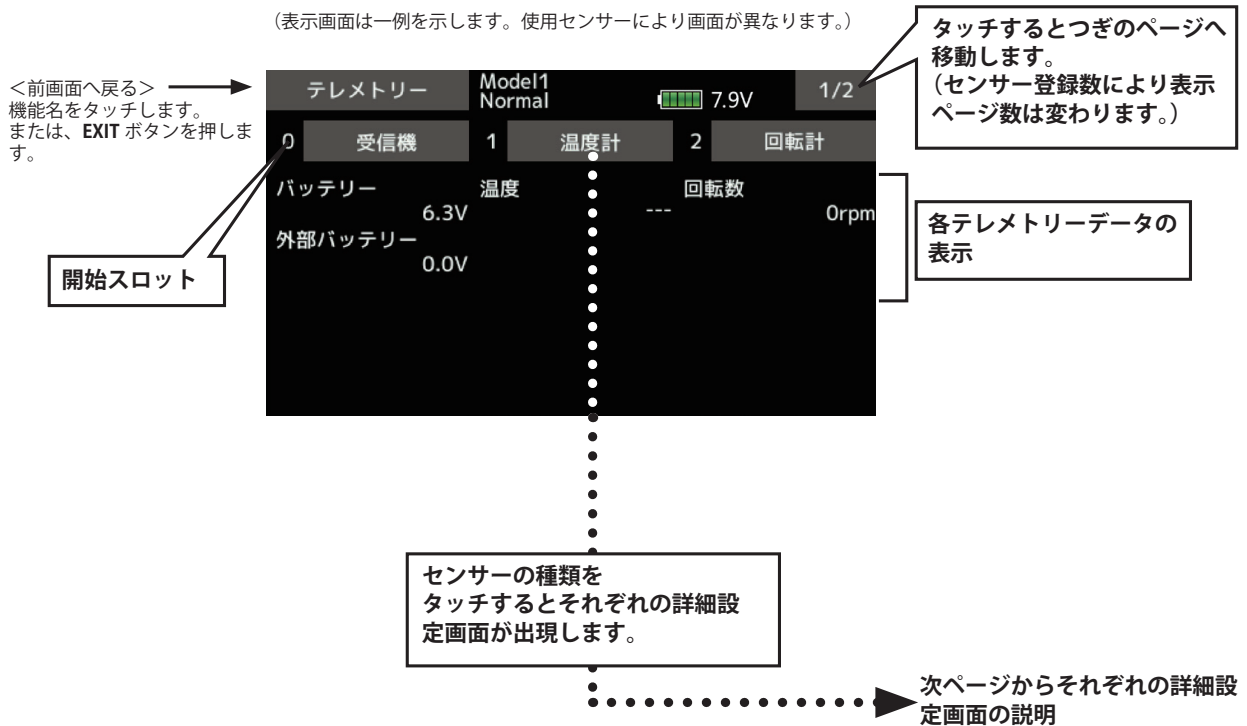 （表示画面は一例を示します。使用センサーにより画面が異なります。）
タッチするとつぎのページへ
移動します。
（センサー登録数により表示
ページ数は変わります。）
＜前画面へ戻る＞
機能名をタッチします。
または、EXIT ボタンを押しま
す。
テレメトリー
Model1
Normal
7.9V
1/2
0 受信機 1 温度計 2 回転計
バッテリー 温度 回転数
6.3V --- 0rpm
外部バッテリー
0.0V
開始スロット
各テレメトリーデータの
表示
センサーの種類を
タッチするとそれぞれの詳細設
定画面が出現します。
次ページからそれぞれの詳細設
定画面の説明